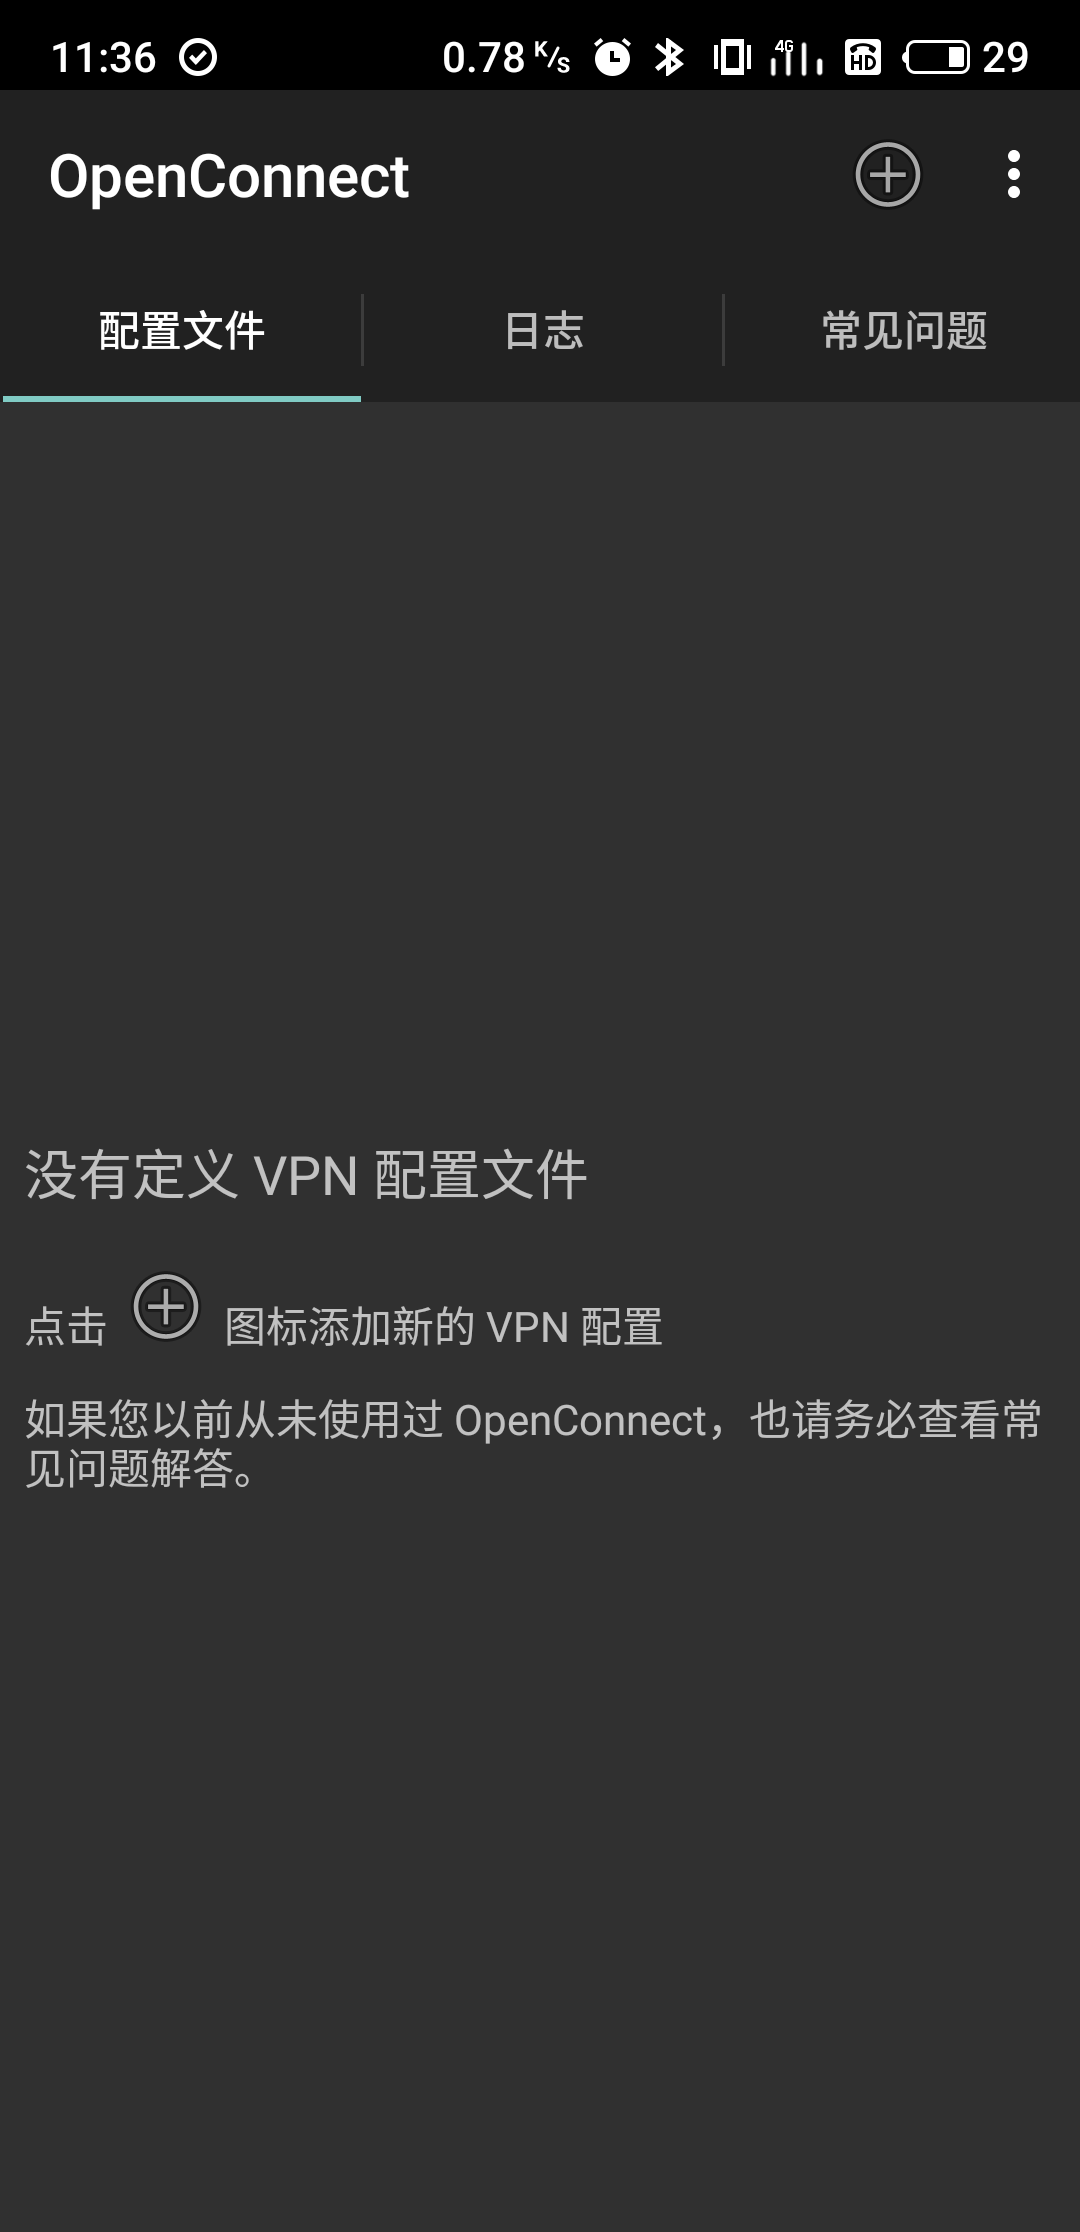 11:36 0.78 K/s 4G HD 29
OpenConnect
配置文件 日志 常见问题
没有定义 VPN 配置文件
点击 图标添加新的 VPN 配置
如果您以前从未使用过 OpenConnect，也请务必查看常
见问题解答。